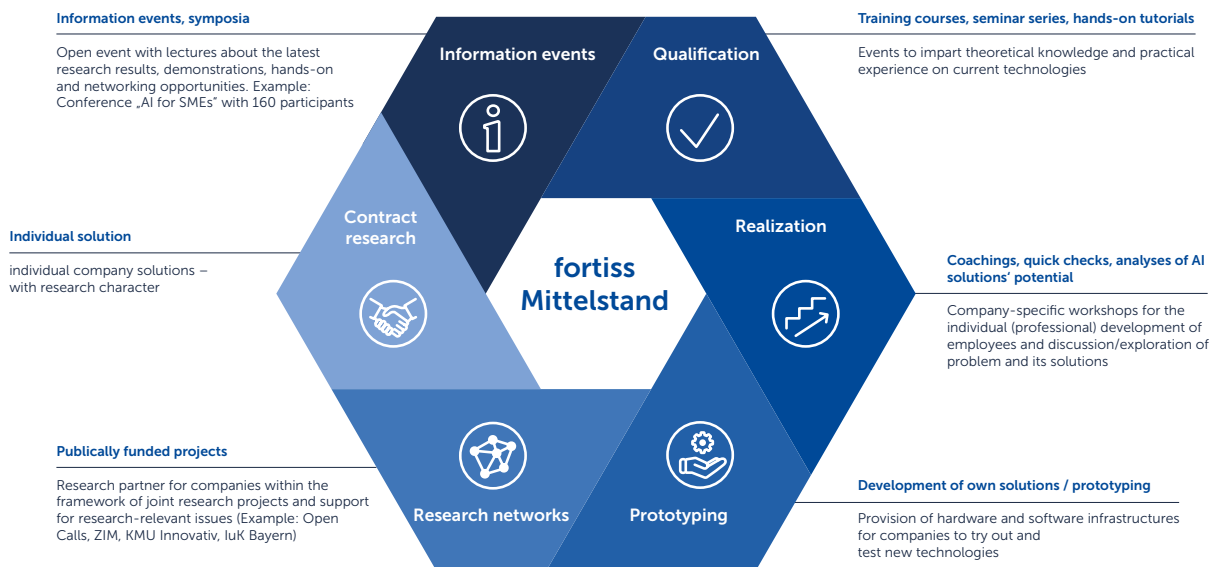 Information events, symposia
Open event with lectures about the latest
research results, demonstrations, hands-on
and networking opportunities. Example:
Conference „AI for SMEs“ with 160 participants
Information events
Qualification
Training courses, seminar series, hands-on tutorials
Events to impart theoretical knowledge and practical
experience on current technologies
Individual solution
individual company solutions –
with research character
Contract
research
fortiss
Mittelstand
Realization
Coachings, quick checks, analyses of AI
solutions‘ potential
Company-specific workshops for the
individual (professional) development of
employees and discussion/exploration of
problem and its solutions
Publically funded projects
Research partner for companies within the
framework of joint research projects and support
for research-relevant issues (Example: Open
Calls, ZIM, KMU Innovativ, IuK Bayern)
Research networks
Prototyping
Development of own solutions / prototyping
Provision of hardware and software infrastructures
for companies to try out and
test new technologies